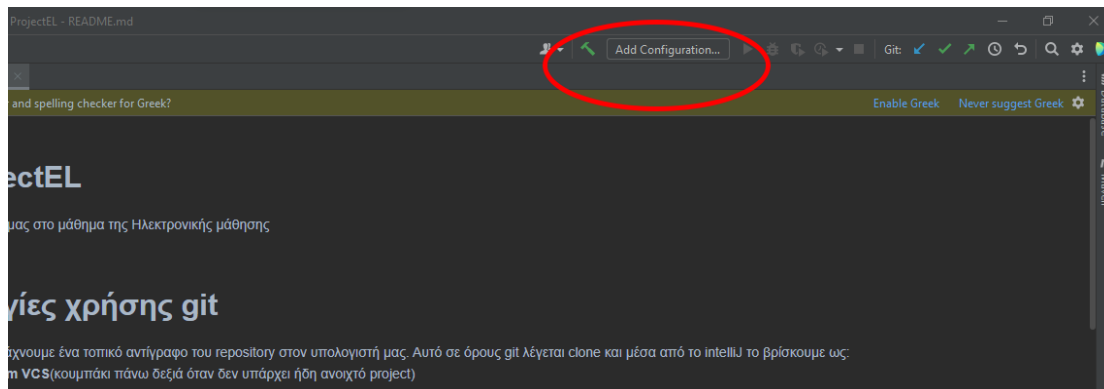 ProjectEL - README.md
Add Configuration...
Git:
and spelling checker for Greek?
Enable Greek Never suggest Greek
ectEL
μας στο μάθημα της Ηλεκτρονικής μάθησης
γίες χρήσης git
άχνουμε ένα τοπικό αντίγραφο του repository στον υπολογιστή μας. Αυτό σε όρους git λέγεται clone και μέσα από το intelliJ το βρίσκουμε ως:
m VCS(κουμπάκι πάνω δεξιά όταν δεν υπάρχει ήδη ανοιχτό project)
Database
Maven